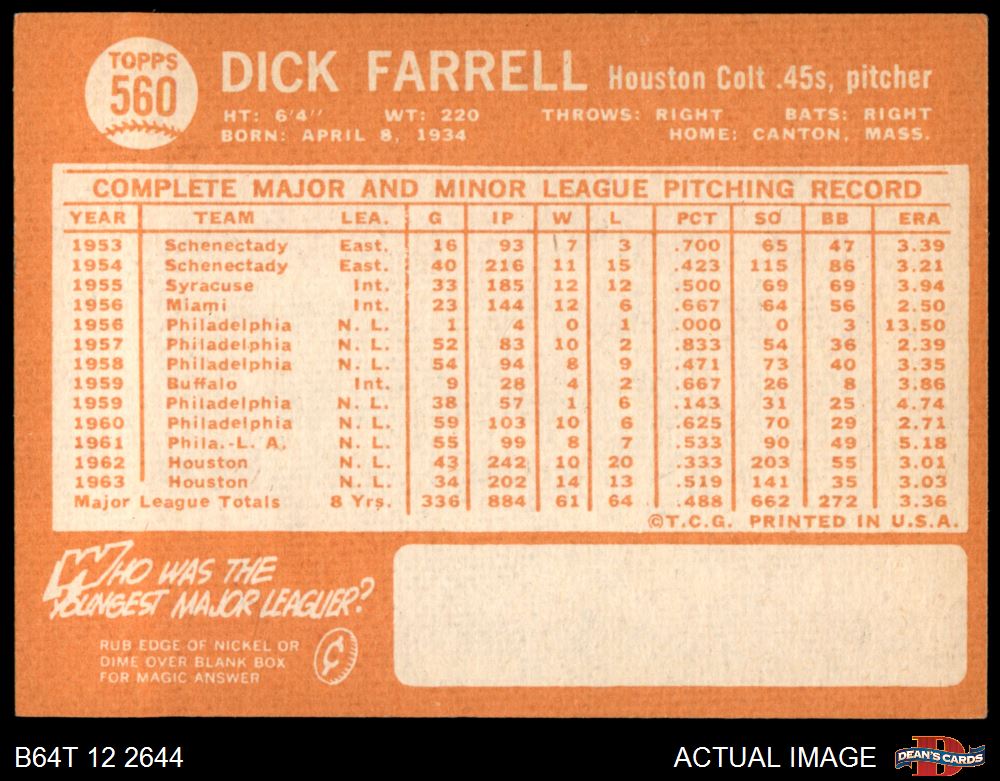 TOPPS
560
DICK FARRELL Houston Colt .45s, pitcher
HT: 6'4" WT: 220 THROWS: RIGHT BATS: RIGHT
BORN: APRIL 8, 1934 HOME: CANTON, MASS.
COMPLETE MAJOR AND MINOR LEAGUE PITCHING RECORD
YEAR TEAM LEA. G IP W L PCT SO BB ERA
1953 Schenectady East. 16 93 7 3 .700 65 47 3.39
1954 Schenectady East. 40 216 11 15 .423 115 86 3.21
1955 Syracuse Int. 33 185 12 12 .500 69 69 3.94
1956 Miami Int. 23 144 12 6 .667 64 56 2.50
1956 Philadelphia N. L. 1 4 0 1 .000 0 3 13.50
1957 Philadelphia N. L. 52 83 10 2 .833 54 36 2.39
1958 Philadelphia N. L. 54 94 8 9 .471 73 40 3.35
1959 Buffalo Int. 9 28 4 2 .667 26 8 3.86
1959 Philadelphia N. L. 38 57 1 6 .143 31 25 4.74
1960 Philadelphia N. L. 59 103 10 6 .625 70 29 2.71
1961 Phila.-L. A. N. L. 55 99 8 7 .533 90 49 5.18
1962 Houston N. L. 43 242 10 20 .333 203 55 3.01
1963 Houston N. L. 34 202 14 13 .519 141 35 3.03
Major League Totals 8 Yrs. 336 884 61 64 .488 662 272 3.36
©T.C.G. PRINTED IN U.S.A.
WHO WAS THE
YOUNGEST MAJOR LEAGUER?
RUB EDGE OF NICKEL OR
DIME OVER BLANK BOX
FOR MAGIC ANSWER
¢
B64T 12 2644 ACTUAL IMAGE
D
DEAN'S CARDS